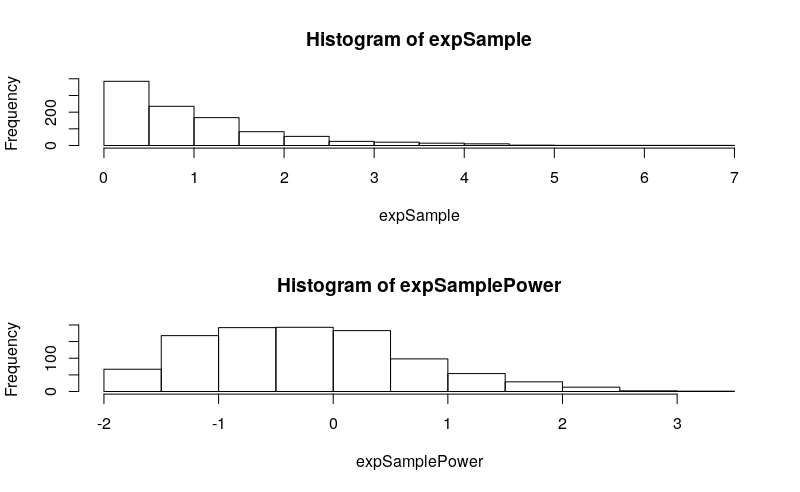 Histogram of expSample
Frequency
200
0
0 1 2 3 4 5 6 7
expSample
Histogram of expSamplePower
Frequency
100
0
-2 -1 0 1 2 3
expSamplePower